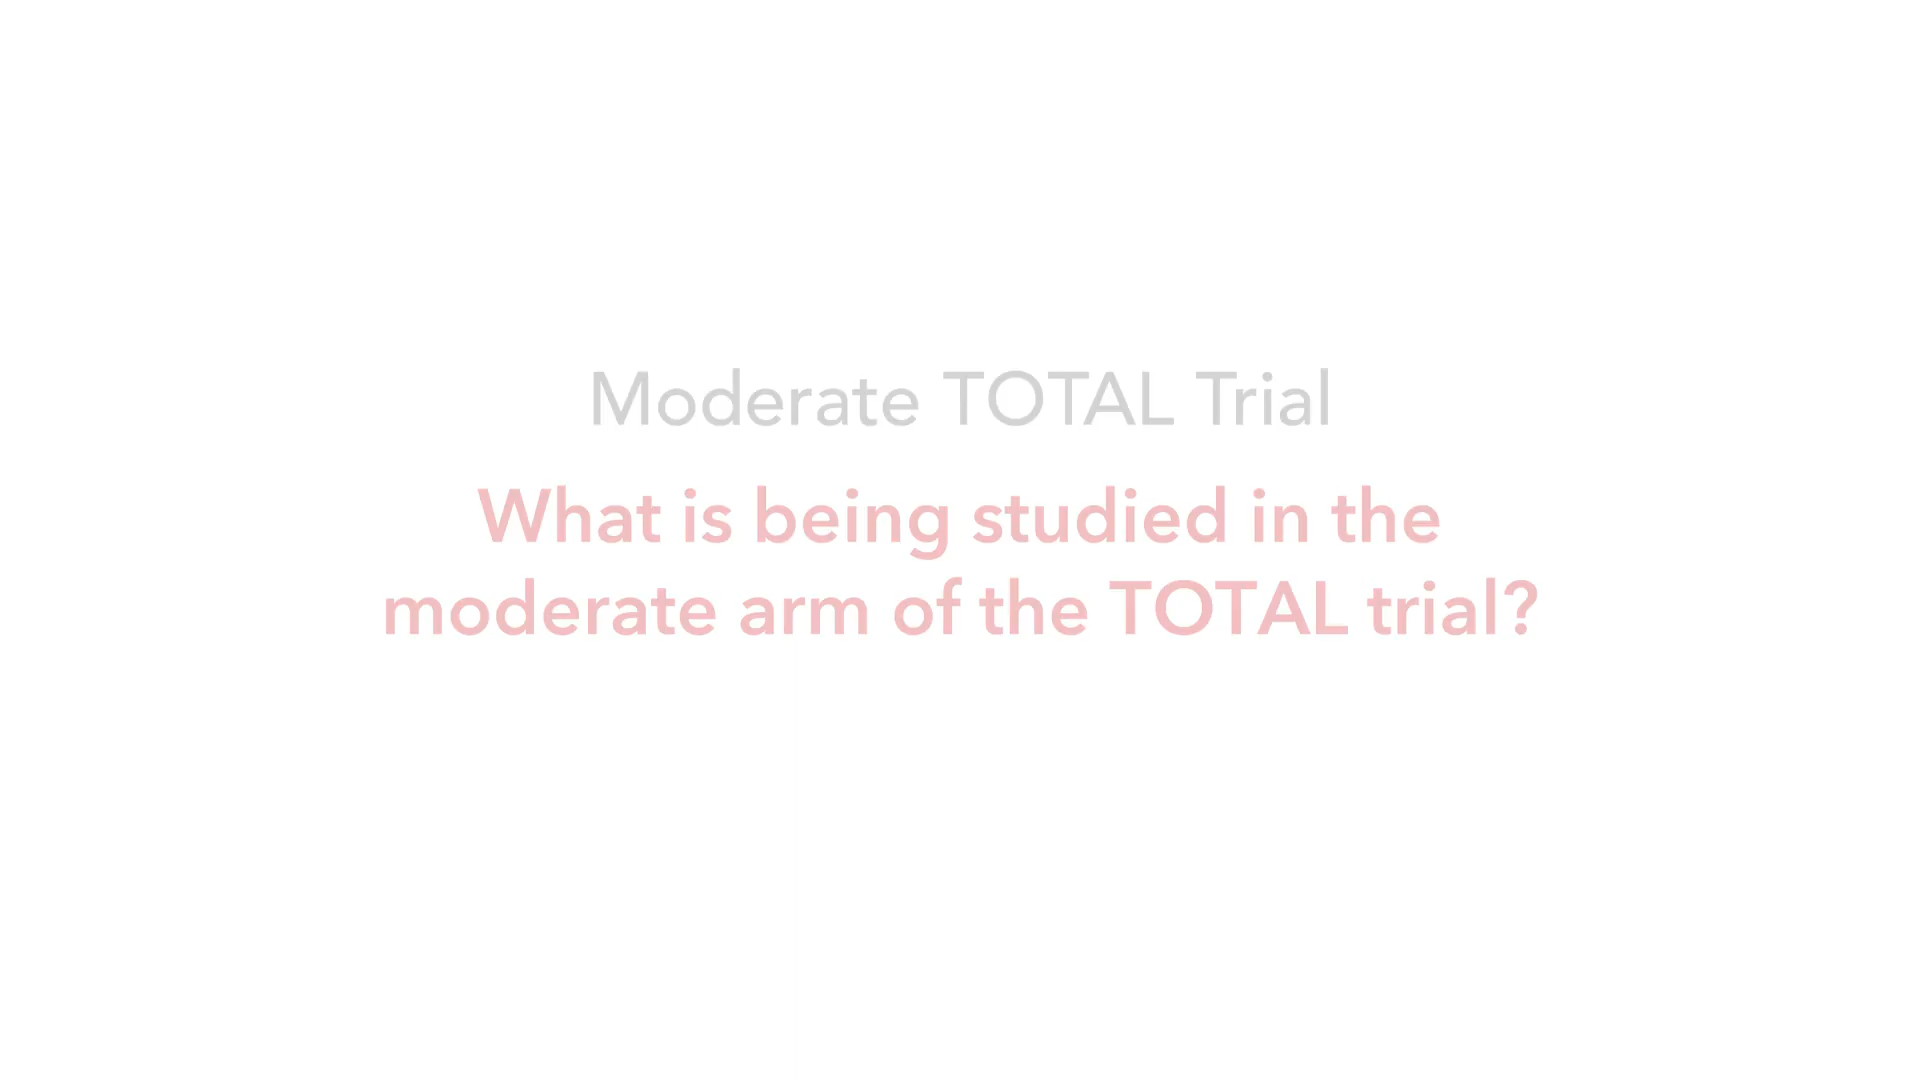 Moderate TOTAL Trial
What is being studied in the
moderate arm of the TOTAL trial?